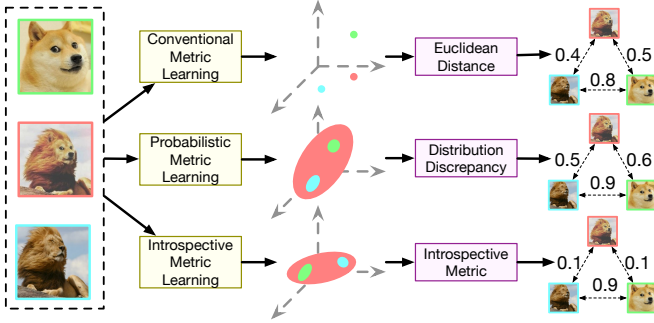 Conventional
Metric
Learning
Euclidean
Distance
0.4
0.5
0.8
Probabilistic
Metric
Learning
Distribution
Discrepancy
0.5
0.6
0.9
Introspective
Metric
Learning
Introspective
Metric
0.1
0.1
0.9